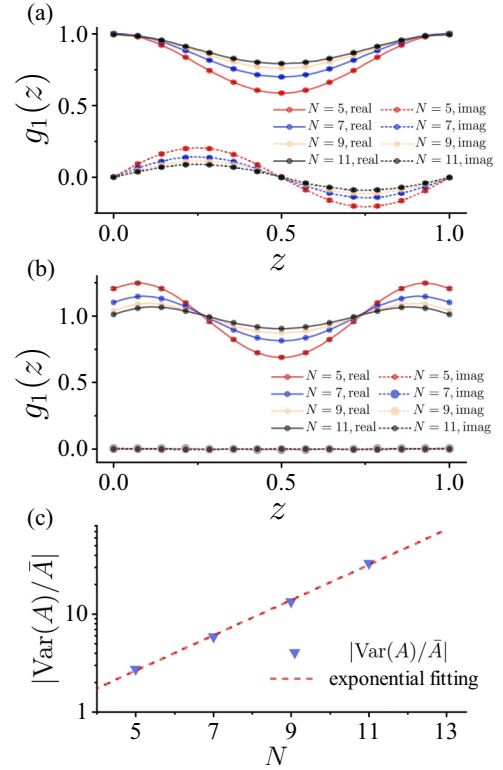 (a)
1.0
0.5
0.0
g₁(z)
N = 5, real
N = 5, imag
N = 7, real
N = 7, imag
N = 9, real
N = 9, imag
N = 11, real
N = 11, imag
0.0 0.5 1.0
z
(b)
1.0
0.5
0.0
g₁(z)
N = 5, real
N = 5, imag
N = 7, real
N = 7, imag
N = 9, real
N = 9, imag
N = 11, real
N = 11, imag
0.0 0.5 1.0
z
(c)
10
1
|Var(A)/Ā|
|Var(A)/Ā|
exponential fitting
5 7 9 11 13
N